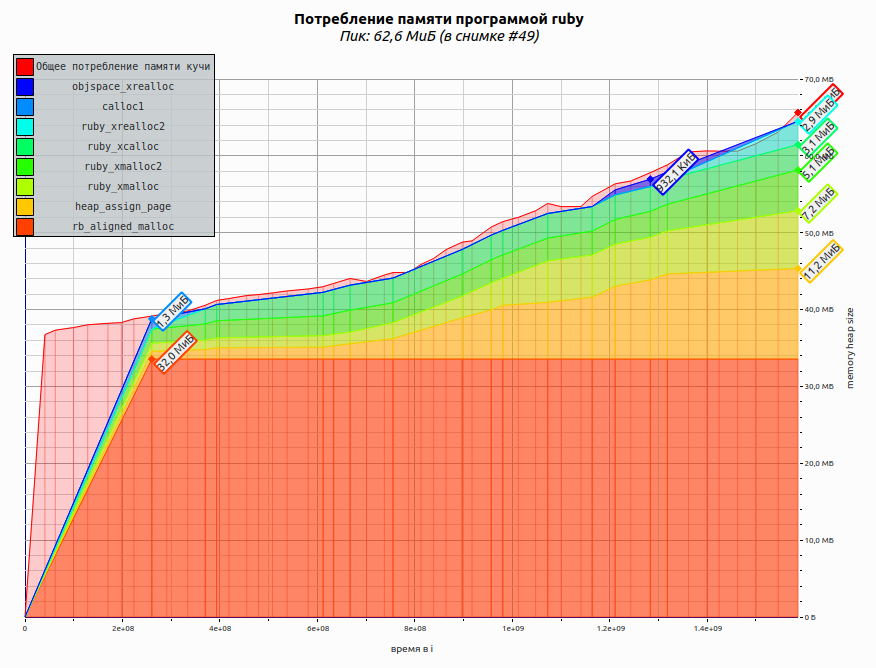 Потребление памяти программой ruby
Пик: 62,6 МиБ (в снимке #49)
Общее потребление памяти кучи
objspace_xrealloc
calloc1
ruby_xrealloc2
ruby_xcalloc
ruby_xmalloc2
ruby_xmalloc
heap_assign_page
rb_aligned_malloc
70,0 МБ
2,9 МиБ
3,1 МиБ
5,1 МиБ
932,1 КиБ
7,2 МиБ
50,0 МБ
11,2 МиБ
1,3 МиБ
40,0 МБ
32,0 МиБ
memory heap size
30,0 МБ
20,0 МБ
10,0 МБ
0 Б
0 2e+08 4e+08 6e+08 8e+08 1e+09 1.2e+09 1.4e+09
время в i